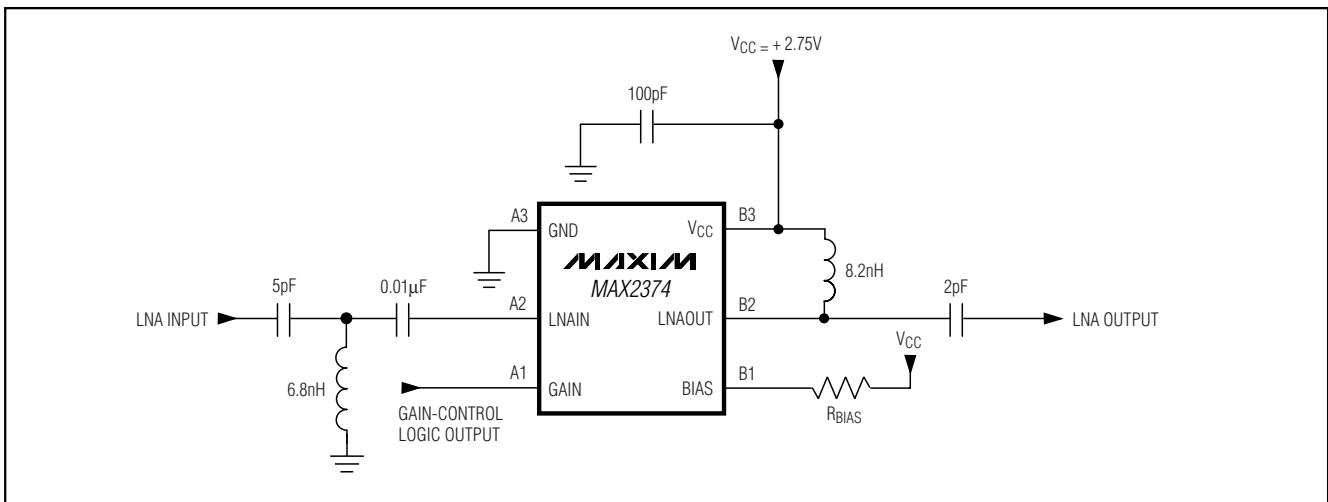 V_CC = + 2.75V
100pF
A3
GND
V_CC
B3
MAXIM
MAX2374
8.2nH
5pF
0.01μF
A2
LNAIN
LNAOUT
B2
2pF
LNA INPUT
LNA OUTPUT
V_CC
6.8nH
A1
GAIN
BIAS
B1
GAIN-CONTROL
LOGIC OUTPUT
R_BIAS